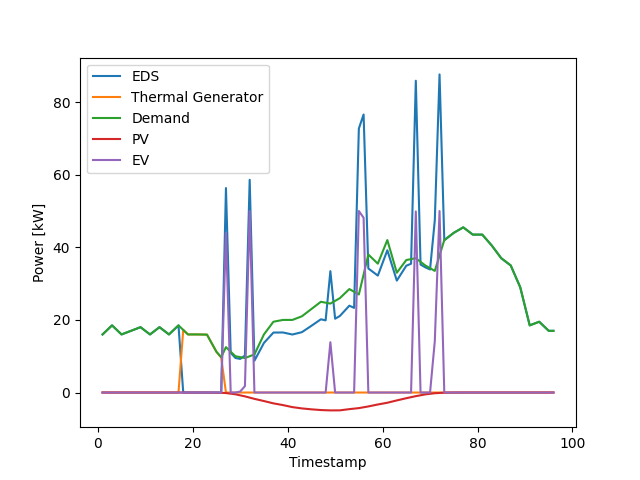 EDS
Thermal Generator
Demand
PV
EV
Power [kW]
80
60
40
20
0
0 20 40 60 80 100
Timestamp